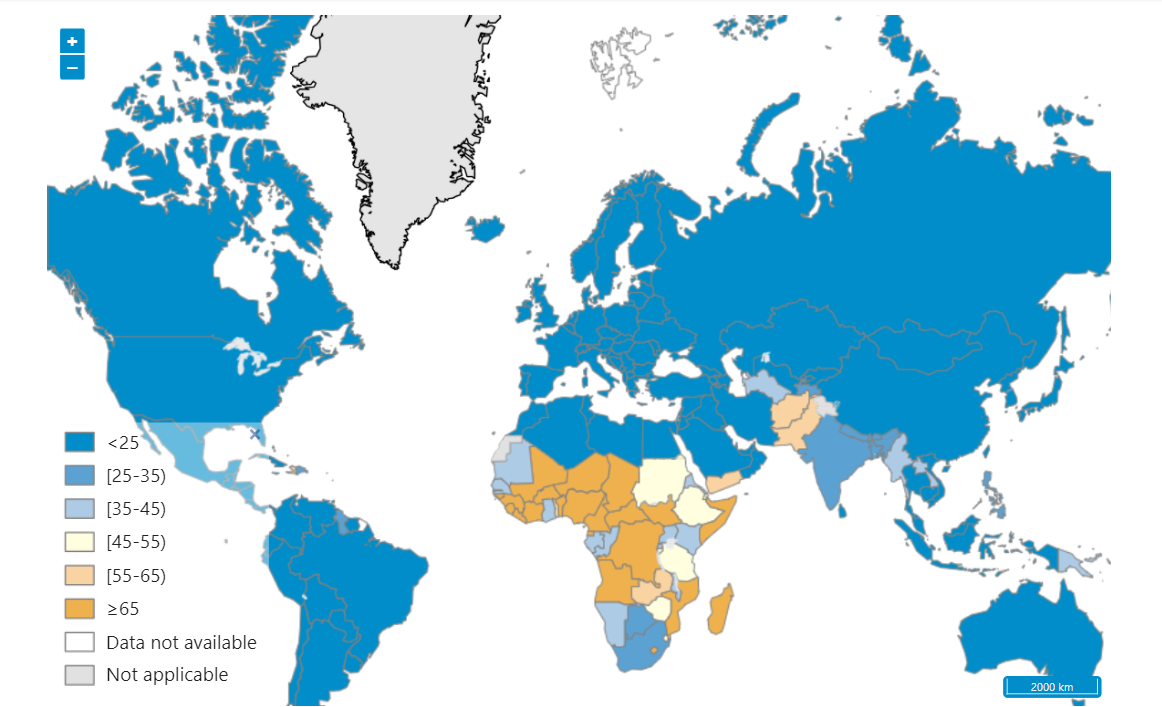 +
−
<25
[25-35)
[35-45)
[45-55)
[55-65)
≥65
Data not available
Not applicable
2000 km